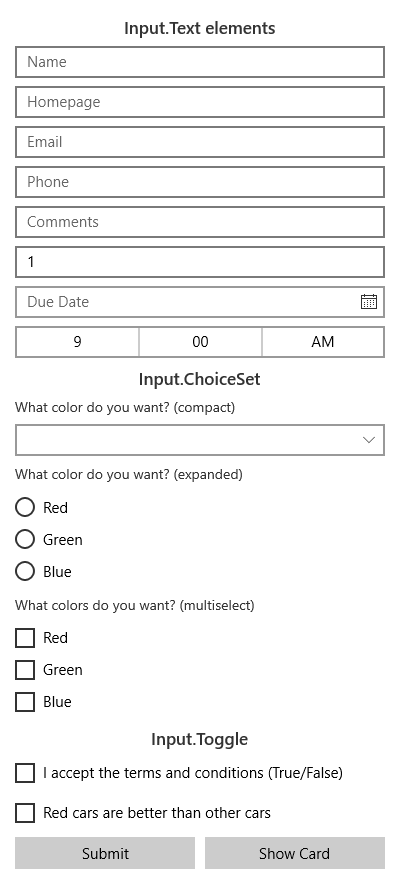 Input.Text elements
Name
Homepage
Email
Phone
Comments
1
Due Date
9 00 AM
Input.ChoiceSet
What color do you want? (compact)
What color do you want? (expanded)
Red
Green
Blue
What colors do you want? (multiselect)
Red
Green
Blue
Input.Toggle
I accept the terms and conditions (True/False)
Red cars are better than other cars
Submit Show Card